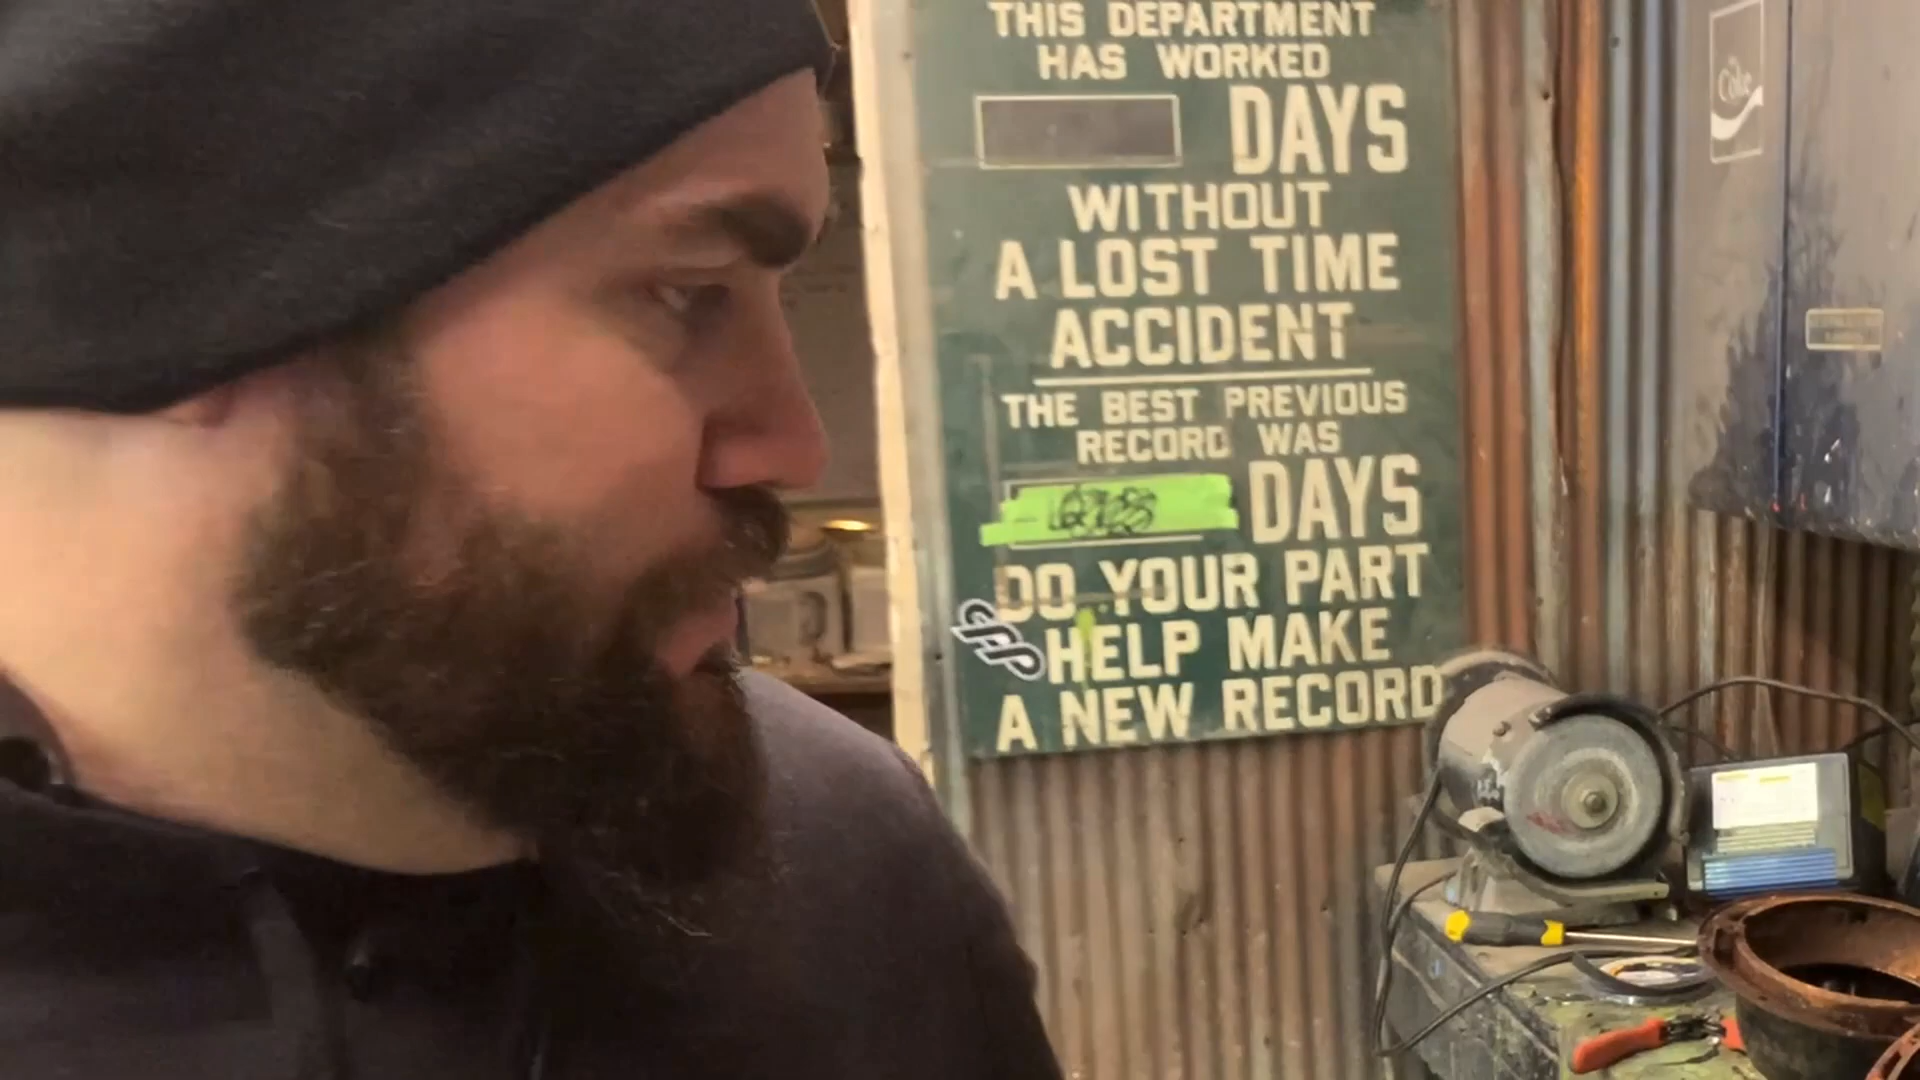 THIS DEPARTMENT
HAS WORKED
DAYS
WITHOUT
A LOST TIME
ACCIDENT
THE BEST PREVIOUS
RECORD WAS
DAYS
DO YOUR PART
HELP MAKE
A NEW RECORD
Coke